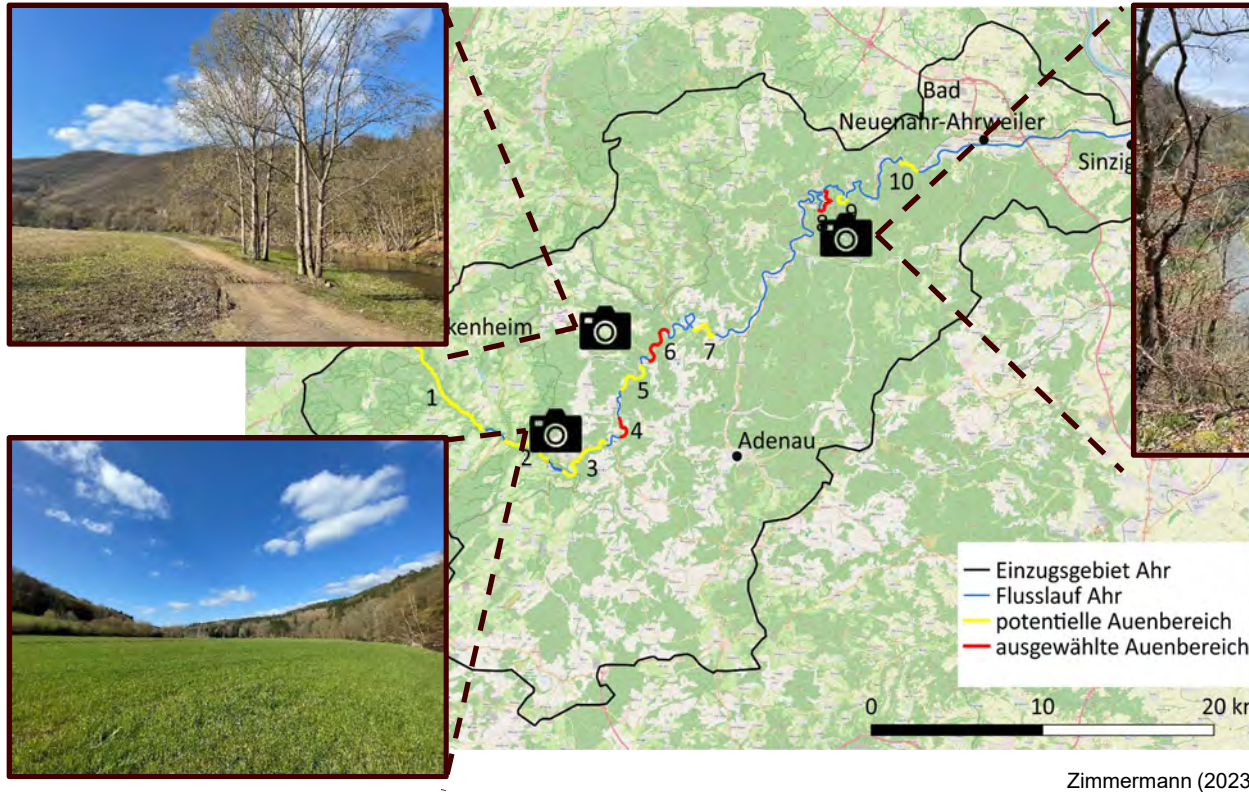 Bad
Neuenahr-Ahrweiler
Sinzig
10
kenheim
6
7
5
1
4
Adenau
2
3
Einzugsgebiet Ahr
Flusslauf Ahr
potentielle Auenbereich
ausgewählte Auenbereich
0 10 20 km
Zimmermann (2023